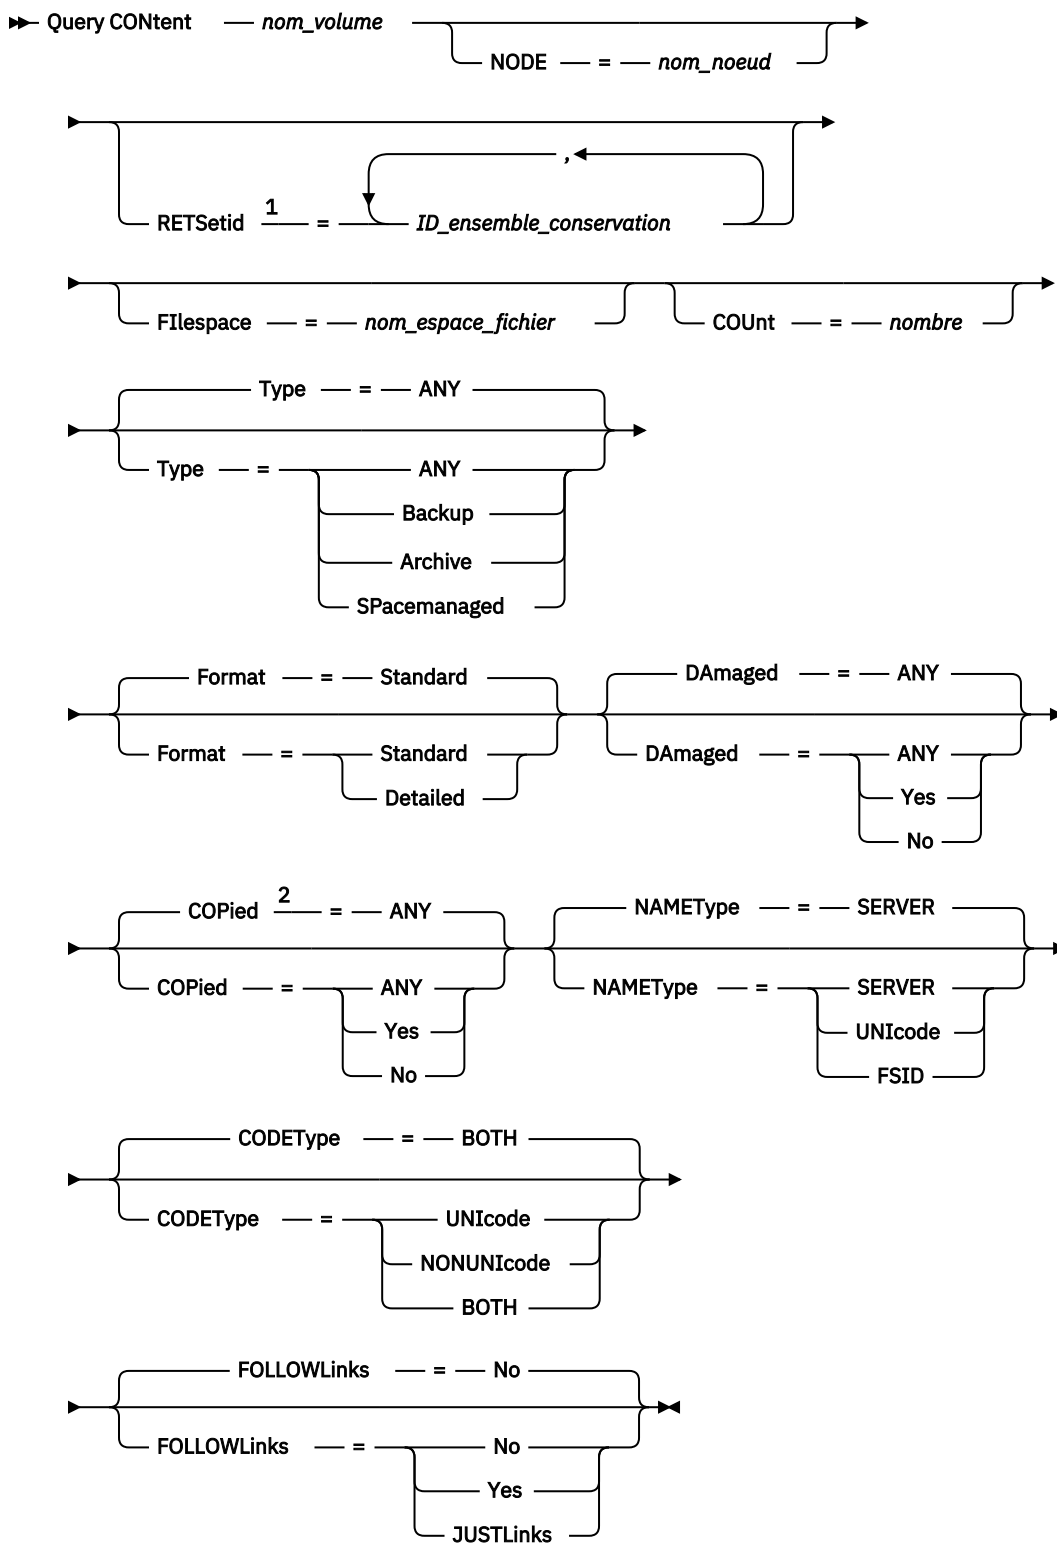 Query CONtent nom_volume
NODE = nom_noeud
,
RETSetid 1 = ID_ensemble_conservation
FIlespace = nom_espace_fichier COUnt = nombre
Type = ANY
Type = ANY
Backup
Archive
SPacemanaged
Format = Standard DAmaged = ANY
Format = Standard DAmaged = ANY
Detailed Yes
No
COPied 2 = ANY NAMEType = SERVER
COPied = ANY NAMEType = SERVER
Yes UNIcode
No FSID
CODEType = BOTH
CODEType = UNIcode
NONUNIcode
BOTH
FOLLOWLinks = No
FOLLOWLinks = No
Yes
JUSTLinks